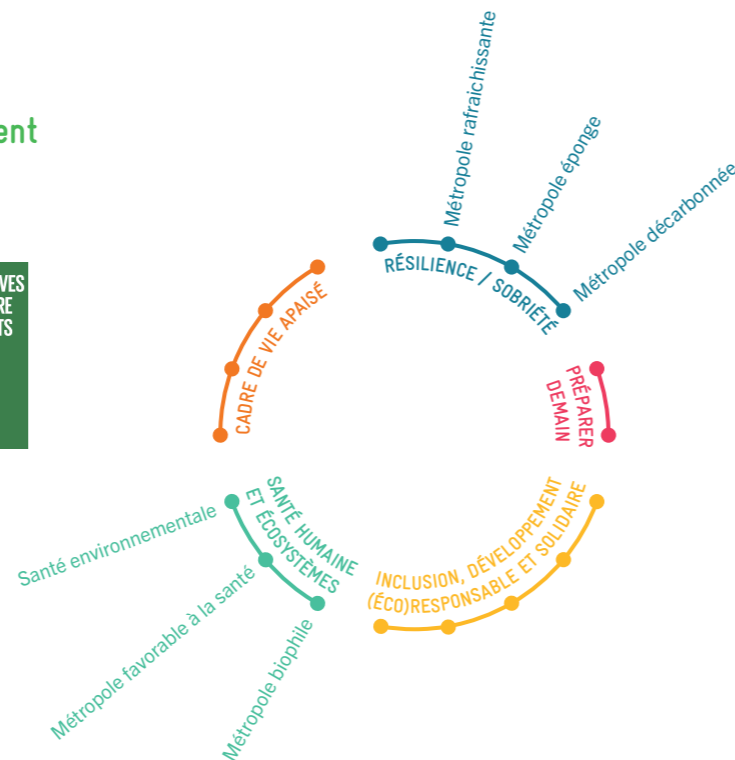 Métropole rafraichissante
Métropole éponge
Métropole décarbonnée
RÉSILIENCE / SOBRIÉTÉ
CADRE DE VIE APAISÉ
PRÉPARER
DEMAIN
INCLUSION, DÉVELOPPEMENT
(ÉCO)RESPONSABLE ET SOLIDAIRE
SANTÉ HUMAINE
ET ÉCOSYSTÈMES
Santé environnementale
Métropole favorable à la santé
Métropole biophile